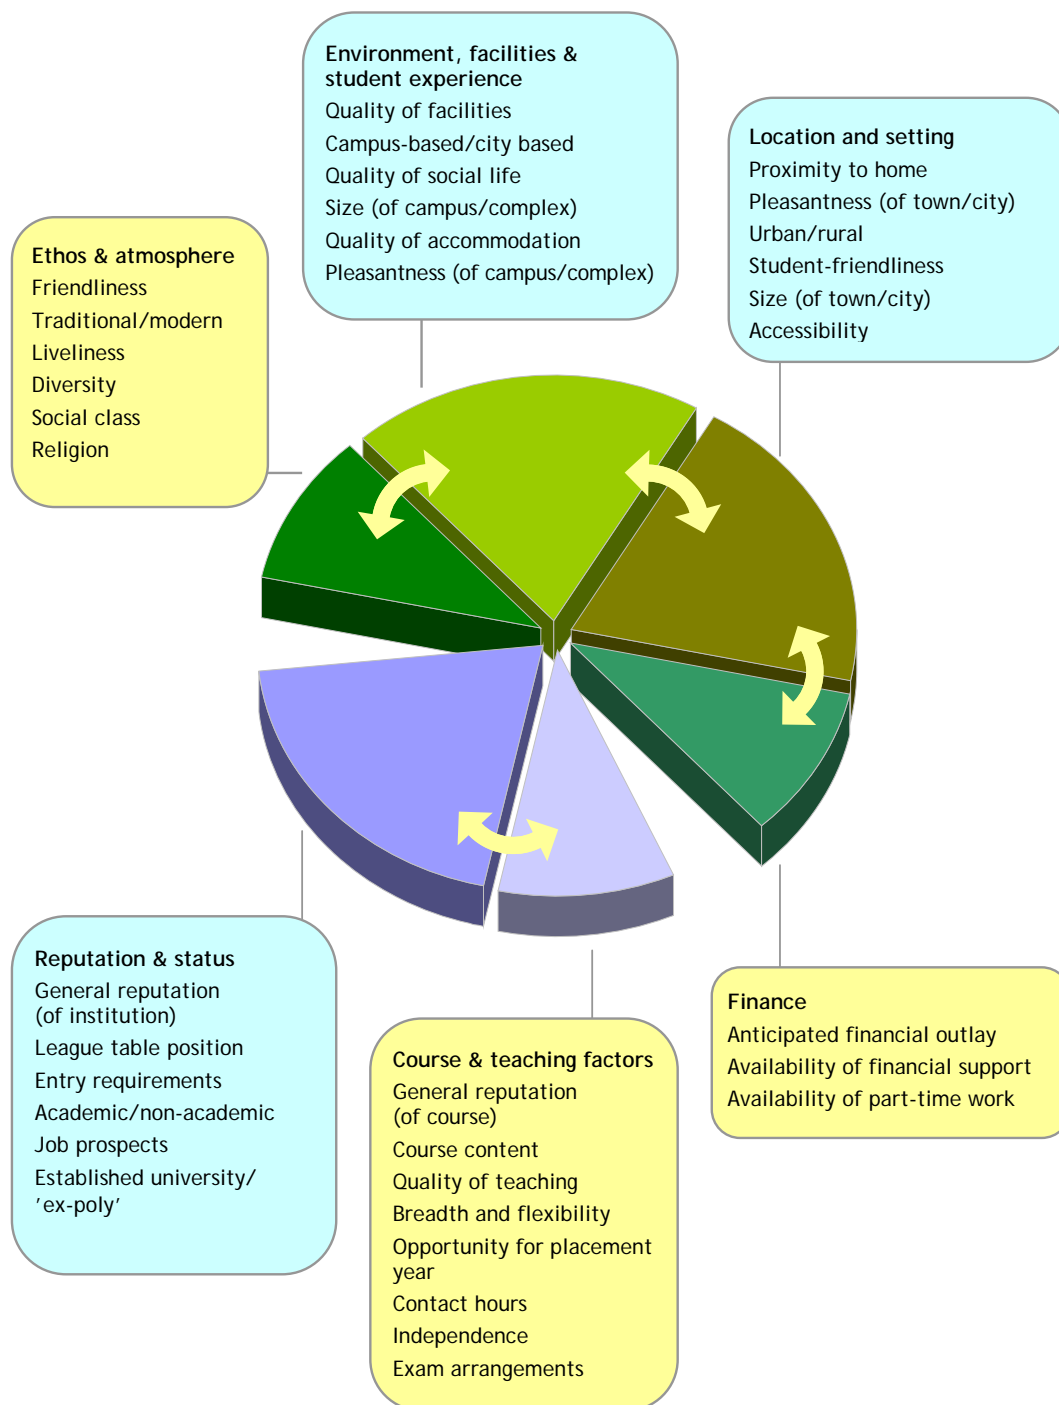 Environment, facilities &
student experience
Quality of facilities
Campus-based/city based
Quality of social life
Size (of campus/complex)
Quality of accommodation
Pleasantness (of campus/complex)
Location and setting
Proximity to home
Pleasantness (of town/city)
Urban/rural
Student-friendliness
Size (of town/city)
Accessibility
Ethos & atmosphere
Friendliness
Traditional/modern
Liveliness
Diversity
Social class
Religion
Reputation & status
General reputation
(of institution)
League table position
Entry requirements
Academic/non-academic
Job prospects
Established university/
'ex-poly'
Course & teaching factors
General reputation
(of course)
Course content
Quality of teaching
Breadth and flexibility
Opportunity for placement
year
Contact hours
Independence
Exam arrangements
Finance
Anticipated financial outlay
Availability of financial support
Availability of part-time work